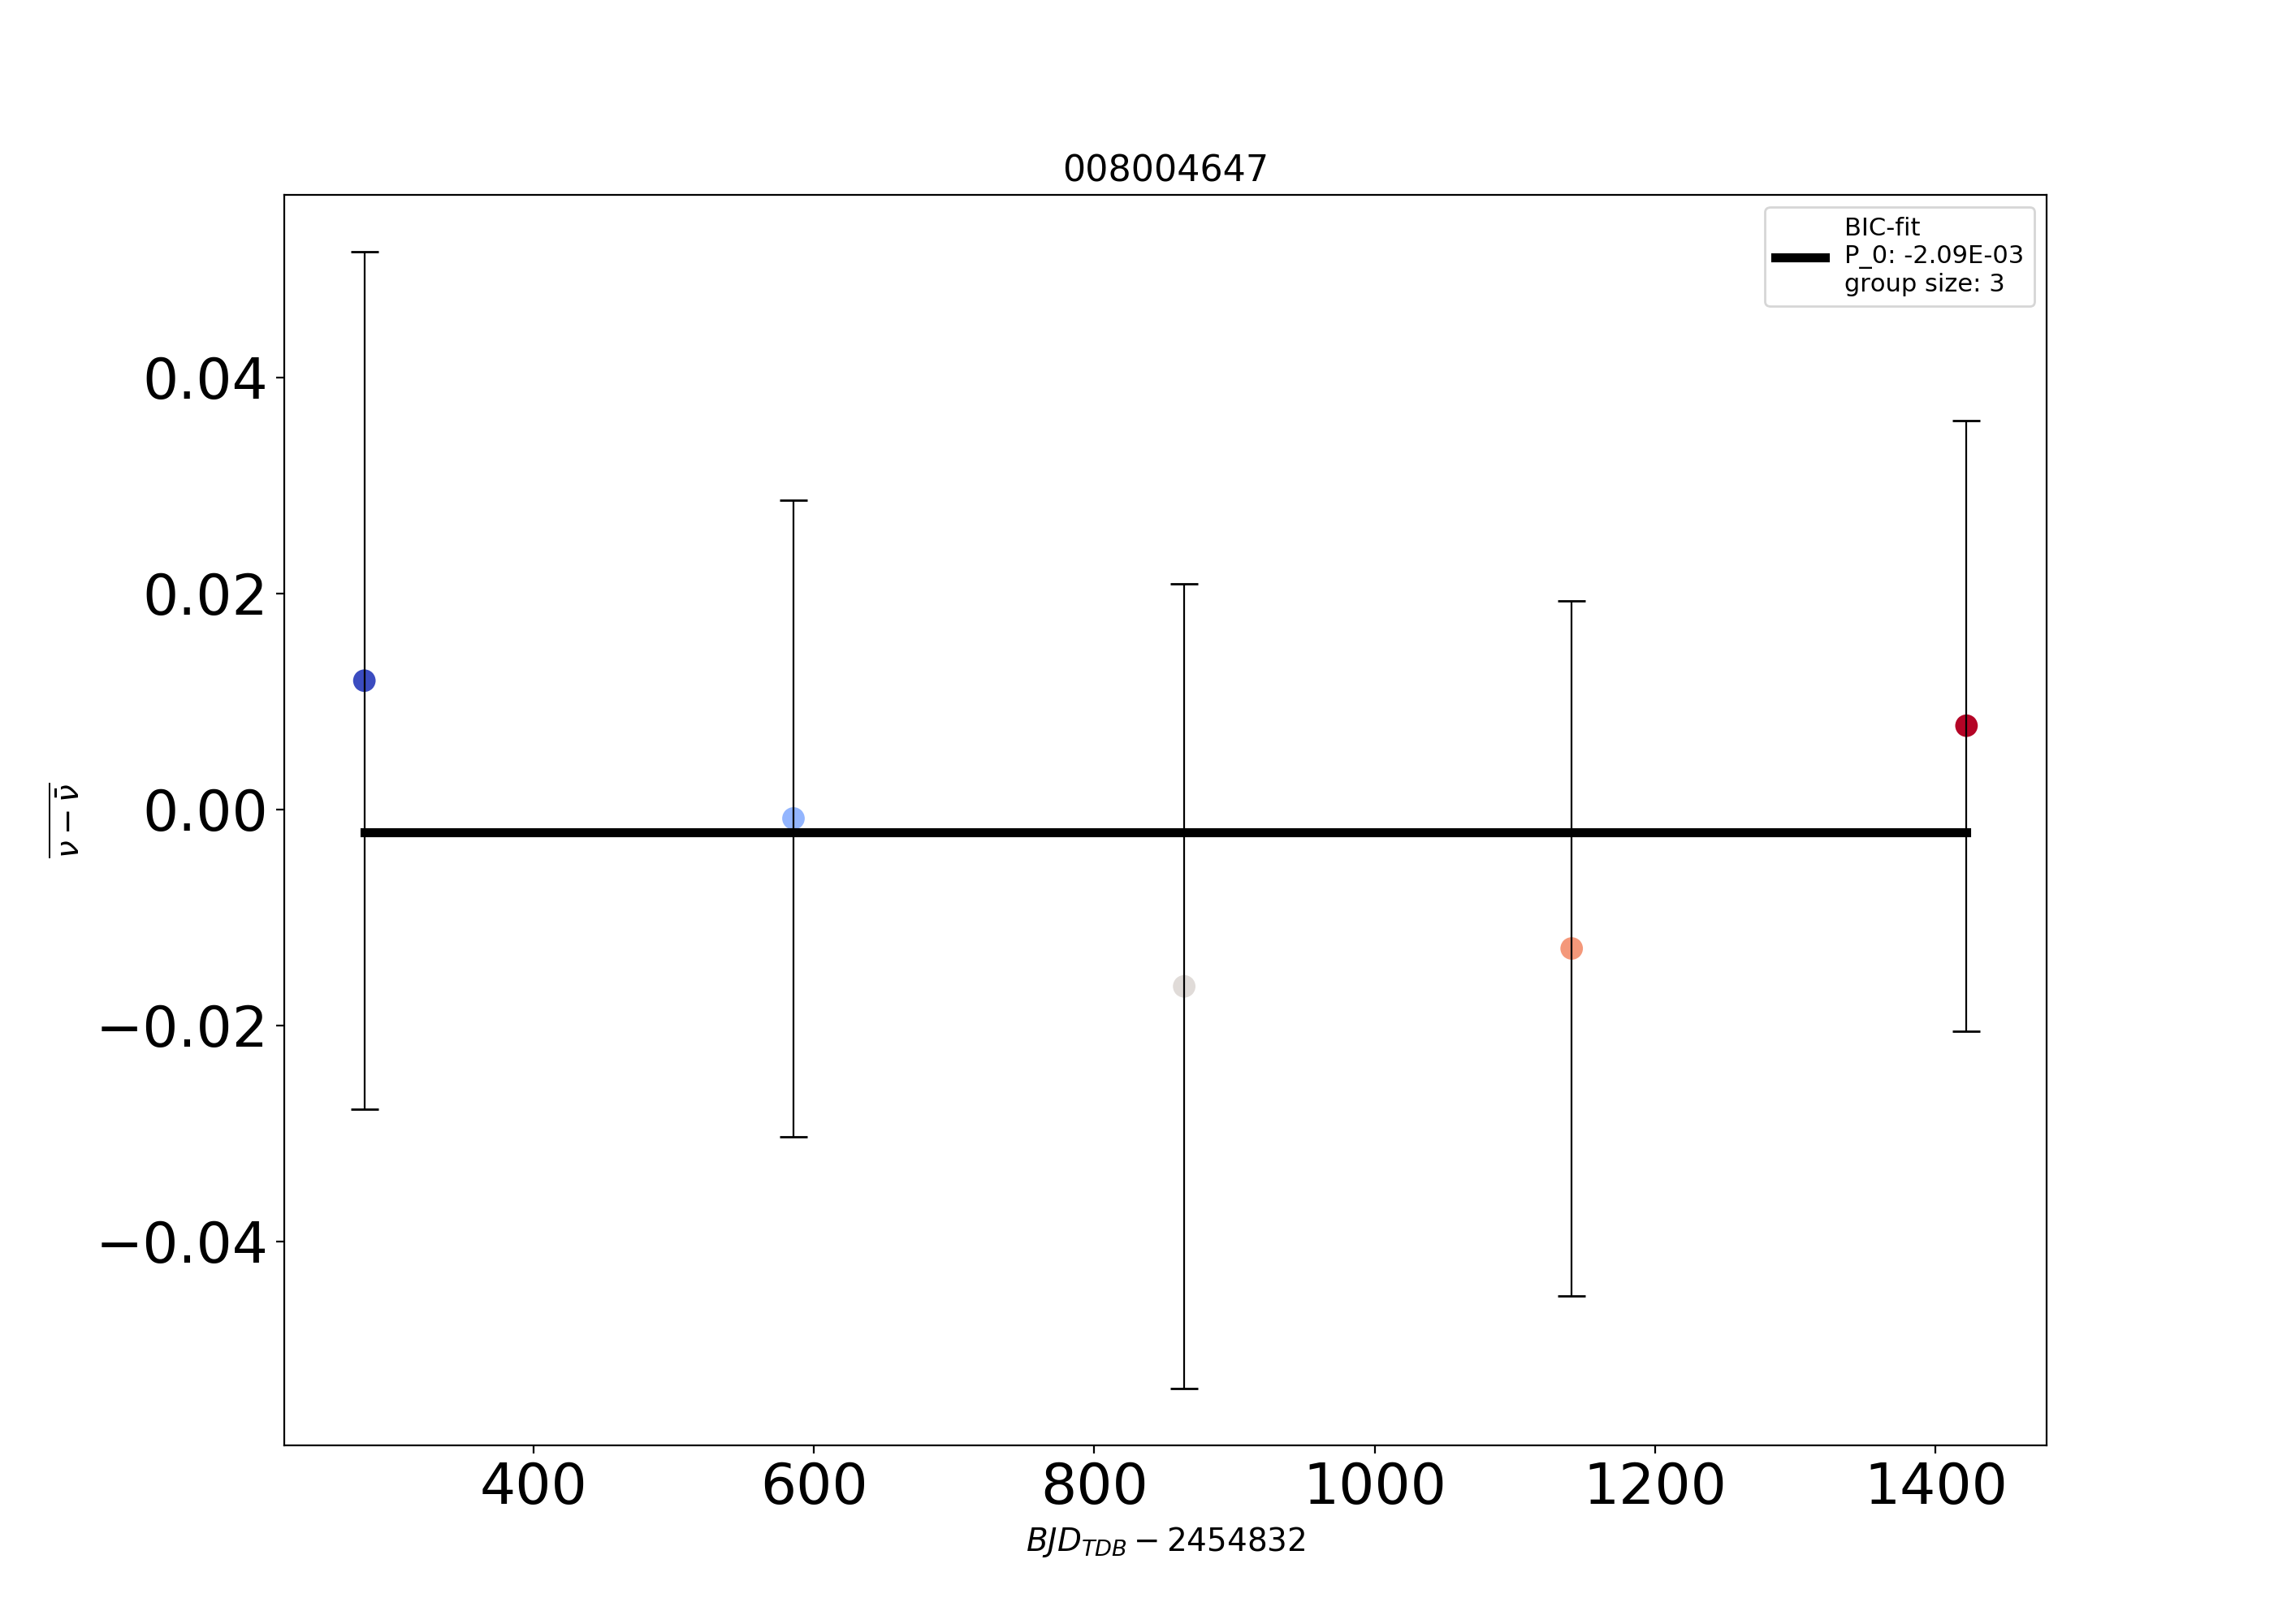 008004647
BIC-fit
P_0: -2.09E-03
group size: 3
0.04
0.02
0.00
−0.02
−0.04
ν − ν̄
400 600 800 1000 1200 1400
BJD_TDB − 2454832